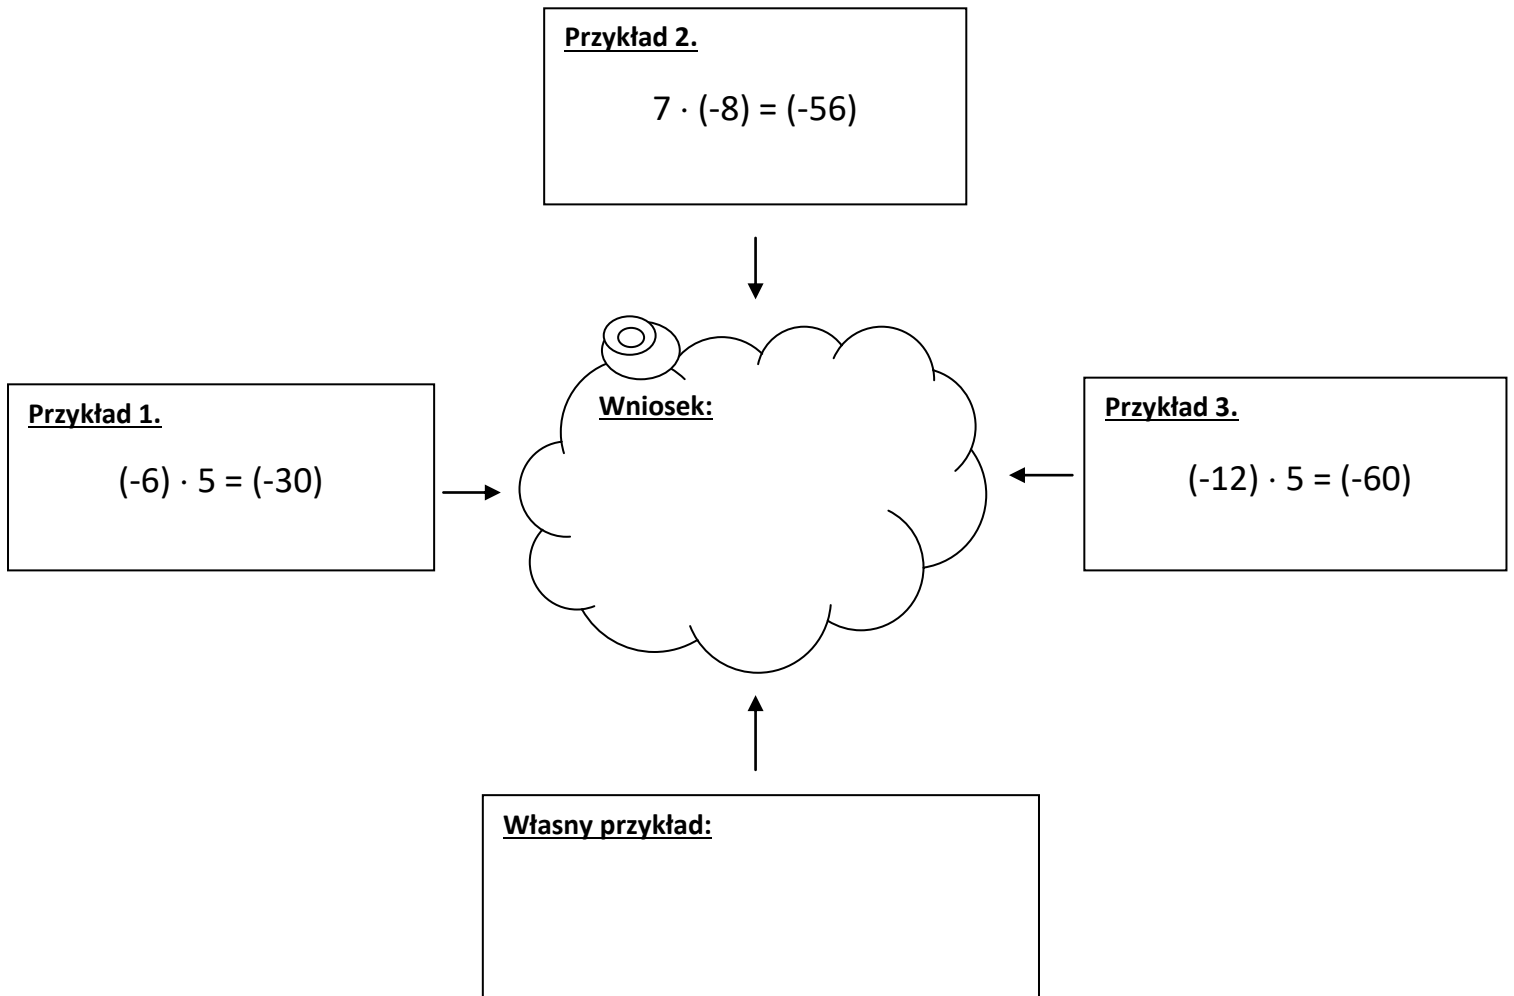 Przykład 2.
7 · (-8) = (-56)
Przykład 1.
(-6) · 5 = (-30)
Wniosek:
Przykład 3.
(-12) · 5 = (-60)
Własny przykład: